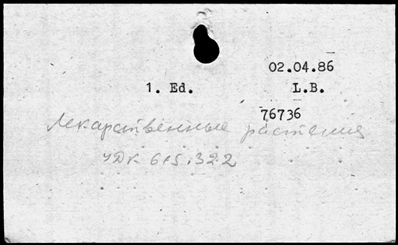 02.04.86
1. Ed. L.B.
76736
Лекарственные растения
УДК 615.322